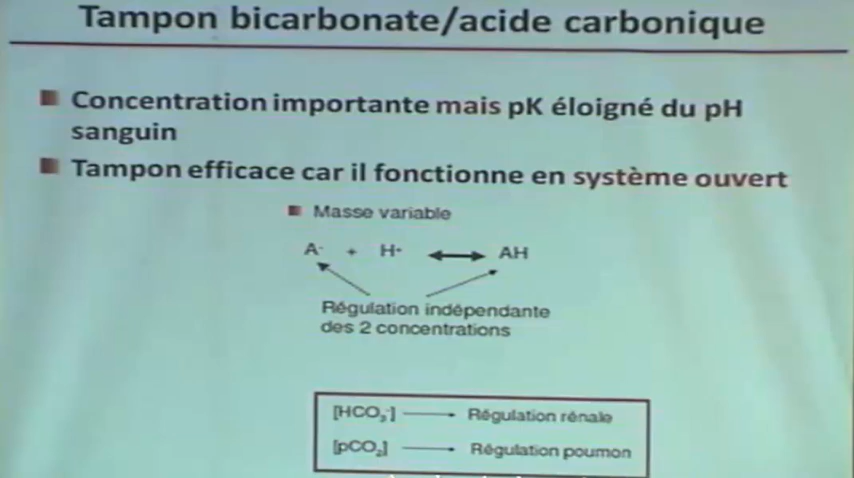 Tampon bicarbonate/acide carbonique
Concentration importante mais pK éloigné du pH
sanguin
Tampon efficace car il fonctionne en système ouvert
Masse variable
A- + H+ AH
Régulation indépendante
des 2 concentrations
[HCO3-] Régulation rénale
[pCO2] Régulation poumon